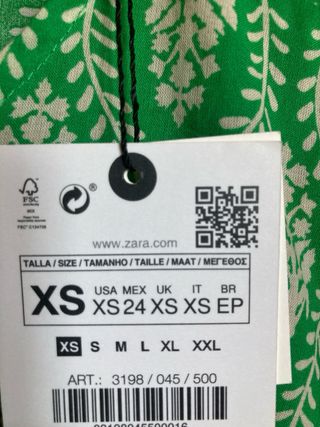 FSC
MIX
®
www.zara.com
TALLA / SIZE / TAMANHO / TAILLE / MAAT / ΜΕΓΕΘΟΣ
XS
USA MEX UK IT BR
XS 24 XS XS EP
XS S M L XL XXL
ART.: 3198 / 045 / 500